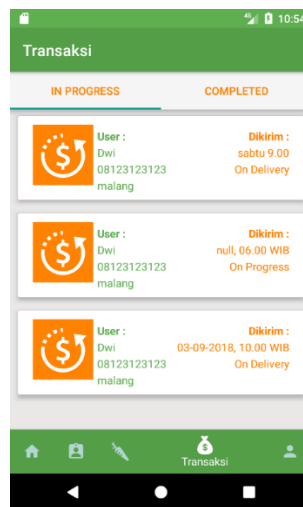 4G 10:54
Transaksi
IN PROGRESS COMPLETED
User : Dikirim :
Dwi sabtu 9.00
08123123123 On Delivery
malang
User : Dikirim :
Dwi null, 06.00 WIB
08123123123 On Progress
malang
User : Dikirim :
Dwi 03-09-2018, 10.00 WIB
08123123123 On Delivery
malang
Transaksi